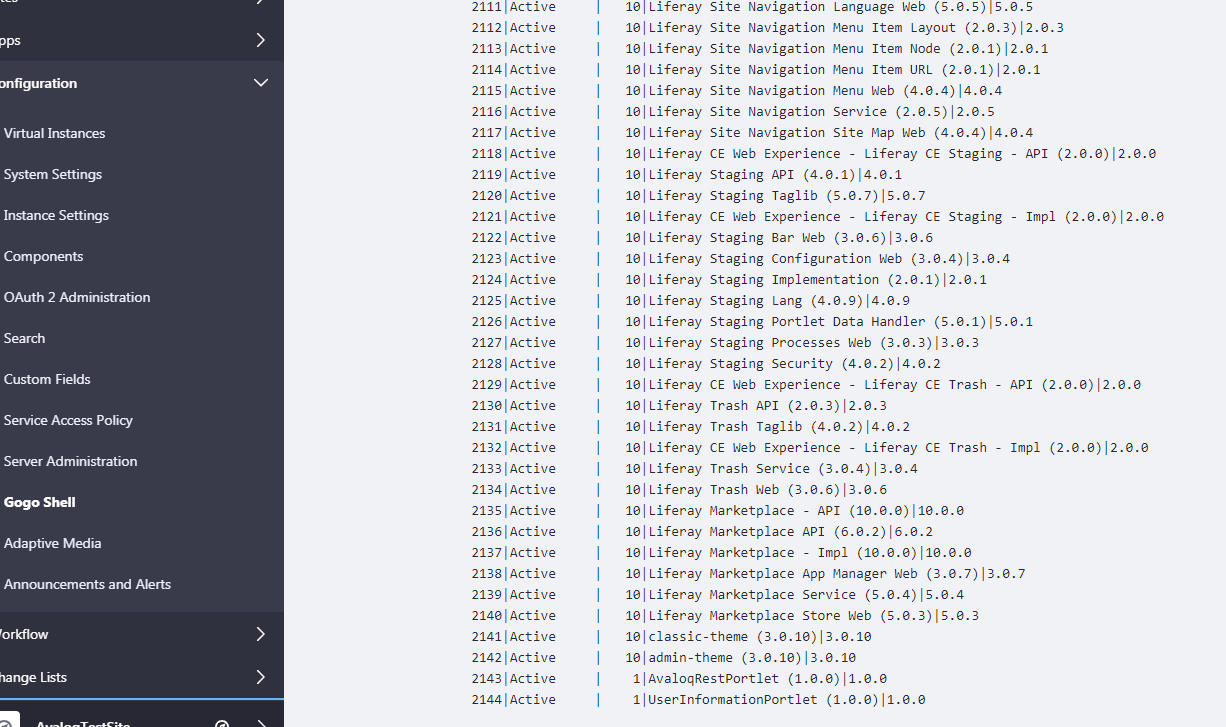 pps
onfiguration
Virtual Instances
System Settings
Instance Settings
Components
OAuth 2 Administration
Search
Custom Fields
Service Access Policy
Server Administration
Gogo Shell
Adaptive Media
Announcements and Alerts
orkflow
hange Lists
AvaloqTestSite
2111|Active     |   10|Liferay Site Navigation Language Web (5.0.5)|5.0.5
2112|Active     |   10|Liferay Site Navigation Menu Item Layout (2.0.3)|2.0.3
2113|Active     |   10|Liferay Site Navigation Menu Item Node (2.0.1)|2.0.1
2114|Active     |   10|Liferay Site Navigation Menu Item URL (2.0.1)|2.0.1
2115|Active     |   10|Liferay Site Navigation Menu Web (4.0.4)|4.0.4
2116|Active     |   10|Liferay Site Navigation Service (2.0.5)|2.0.5
2117|Active     |   10|Liferay Site Navigation Site Map Web (4.0.4)|4.0.4
2118|Active     |   10|Liferay CE Web Experience - Liferay CE Staging - API (2.0.0)|2.0.0
2119|Active     |   10|Liferay Staging API (4.0.1)|4.0.1
2120|Active     |   10|Liferay Staging Taglib (5.0.7)|5.0.7
2121|Active     |   10|Liferay CE Web Experience - Liferay CE Staging - Impl (2.0.0)|2.0.0
2122|Active     |   10|Liferay Staging Bar Web (3.0.6)|3.0.6
2123|Active     |   10|Liferay Staging Configuration Web (3.0.4)|3.0.4
2124|Active     |   10|Liferay Staging Implementation (2.0.1)|2.0.1
2125|Active     |   10|Liferay Staging Lang (4.0.9)|4.0.9
2126|Active     |   10|Liferay Staging Portlet Data Handler (5.0.1)|5.0.1
2127|Active     |   10|Liferay Staging Processes Web (3.0.3)|3.0.3
2128|Active     |   10|Liferay Staging Security (4.0.2)|4.0.2
2129|Active     |   10|Liferay CE Web Experience - Liferay CE Trash - API (2.0.0)|2.0.0
2130|Active     |   10|Liferay Trash API (2.0.3)|2.0.3
2131|Active     |   10|Liferay Trash Taglib (4.0.2)|4.0.2
2132|Active     |   10|Liferay CE Web Experience - Liferay CE Trash - Impl (2.0.0)|2.0.0
2133|Active     |   10|Liferay Trash Service (3.0.4)|3.0.4
2134|Active     |   10|Liferay Trash Web (3.0.6)|3.0.6
2135|Active     |   10|Liferay Marketplace - API (10.0.0)|10.0.0
2136|Active     |   10|Liferay Marketplace API (6.0.2)|6.0.2
2137|Active     |   10|Liferay Marketplace - Impl (10.0.0)|10.0.0
2138|Active     |   10|Liferay Marketplace App Manager Web (3.0.7)|3.0.7
2139|Active     |   10|Liferay Marketplace Service (5.0.4)|5.0.4
2140|Active     |   10|Liferay Marketplace Store Web (5.0.3)|5.0.3
2141|Active     |   10|classic-theme (3.0.10)|3.0.10
2142|Active     |   10|admin-theme (3.0.10)|3.0.10
2143|Active     |    1|AvaloqRestPortlet (1.0.0)|1.0.0
2144|Active     |    1|UserInformationPortlet (1.0.0)|1.0.0